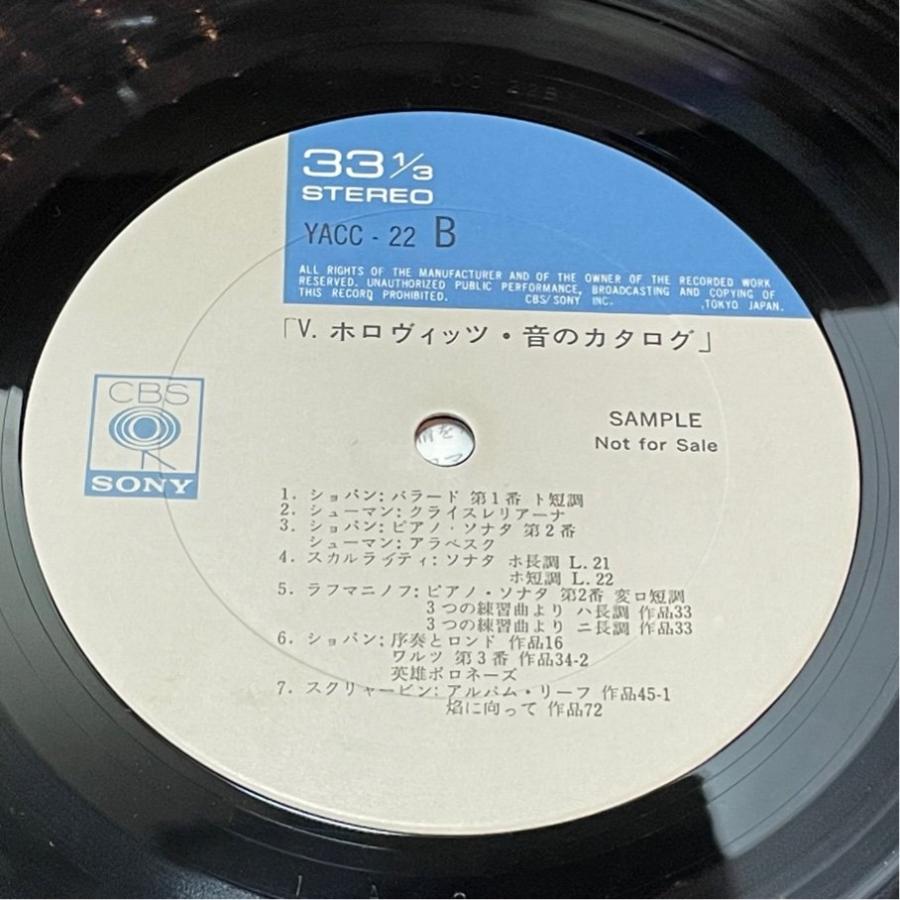 ACC 22B
33 1/3
STEREO
YACC - 22 B
ALL RIGHTS OF THE MANUFACTURER AND OF THE OWNER OF THE RECORDED WORK
RESERVED. UNAUTHORIZED PUBLIC PERFORMANCE, BROADCASTING AND COPYING OF
THIS RECORD PROHIBITED. CBS/SONY INC. ,TOKYO JAPAN.
「V. ホロヴィッツ・音のカタログ」
CBS
SONY
SAMPLE
Not for Sale
1. ショパン: バラード 第1番 ト短調
2. シューマン: クライスレリアーナ
3. ショパン: ピアノ・ソナタ 第2番
シューマン: アラベスク
4. スカルライティ: ソナタ ホ長調 L.21
ホ短調 L.22
5. ラフマニノフ: ピアノ・ソナタ 第2番 変ロ短調
3つの練習曲より ハ長調 作品33
3つの練習曲より ニ長調 作品33
6. ショパン: 序奏とロンド 作品16
ワルツ 第3番 作品34-2
英雄ポロネーズ
7. スクリャービン: アルバム・リーフ 作品45-1
焔に向って 作品72